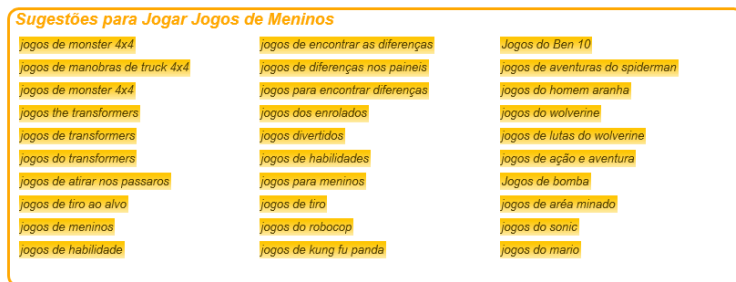 Sugestões para Jogar Jogos de Meninos
jogos de monster 4x4
jogos de manobras de truck 4x4
jogos de monster 4x4
jogos the transformers
jogos de transformers
jogos do transformers
jogos de atirar nos passaros
jogos de tiro ao alvo
jogos de meninos
jogos de habilidade
jogos de encontrar as diferenças
jogos de diferenças nos paineis
jogos para encontrar diferenças
jogos dos enrolados
jogos divertidos
jogos de habilidades
jogos para meninos
jogos de tiro
jogos do robocop
jogos de kung fu panda
Jogos do Ben 10
jogos de aventuras do spiderman
jogos do homem aranha
jogos do wolverine
jogos de lutas do wolverine
jogos de ação e aventura
Jogos de bomba
jogos de aréa minado
jogos do sonic
jogos do mario